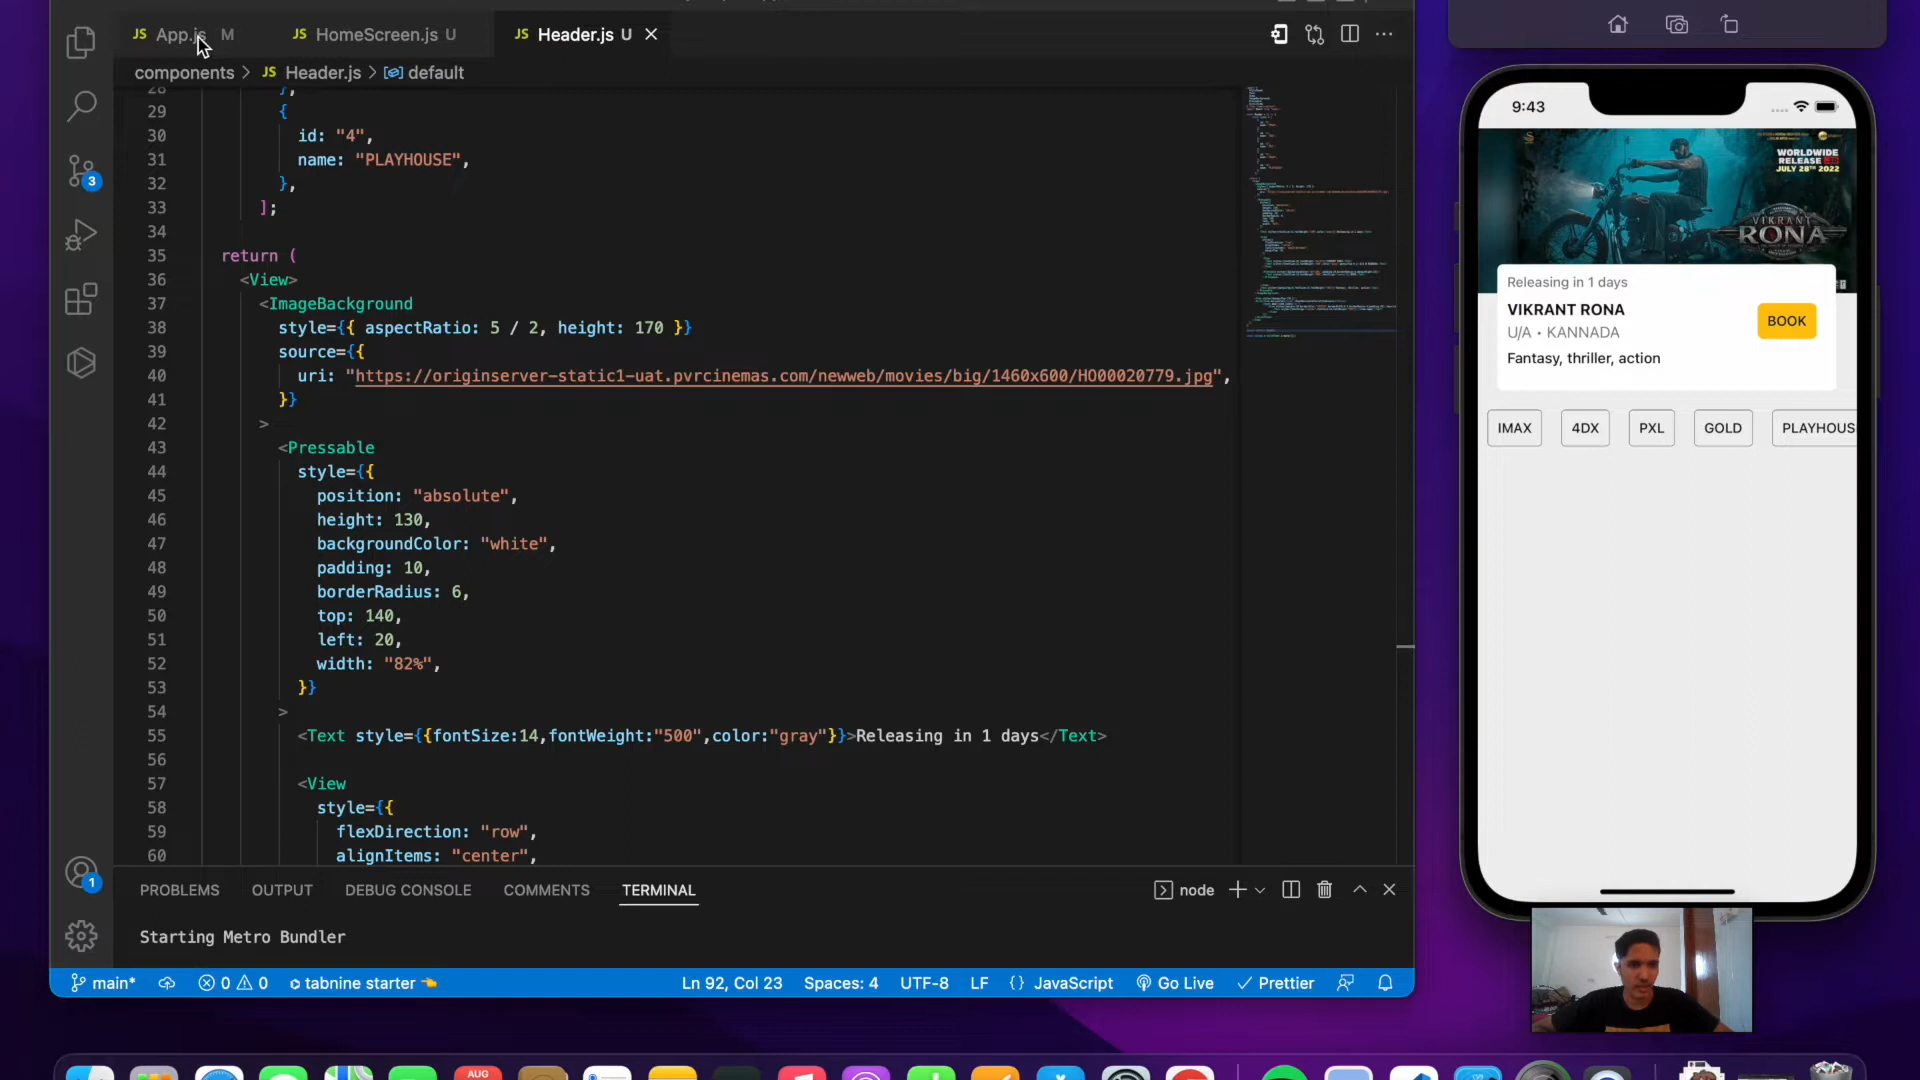 JS App.js M
JS HomeScreen.js U
JS Header.js U
components > JS Header.js > default
28 },
29 {
30 id: "4",
31 name: "PLAYHOUSE",
32 },
33 ];
34
35 return (
36 <View>
37 <ImageBackground
38 style={{ aspectRatio: 5 / 2, height: 170 }}
39 source={{
40 uri: "https://originserver-static1-uat.pvrcinemas.com/newweb/movies/big/1460x600/HO00020779.jpg",
41 }}
42 >
43 <Pressable
44 style={{
45 position: "absolute",
46 height: 130,
47 backgroundColor: "white",
48 padding: 10,
49 borderRadius: 6,
50 top: 140,
51 left: 20,
52 width: "82%",
53 }}
54 >
55 <Text style={{fontSize:14,fontWeight:"500",color:"gray"}}>Releasing in 1 days</Text>
56
57 <View
58 style={{
59 flexDirection: "row",
60 alignItems: "center",
PROBLEMS OUTPUT DEBUG CONSOLE COMMENTS TERMINAL
node
Starting Metro Bundler
3
1
main* 0 0 tabnine starter
Ln 92, Col 23 Spaces: 4 UTF-8 LF {} JavaScript Go Live Prettier
9:43
WORLDWIDE
RELEASE
JULY 28TH 2022
VIKRANT
RONA
Releasing in 1 days
VIKRANT RONA
U/A • KANNADA
Fantasy, thriller, action
BOOK
IMAX 4DX PXL GOLD PLAYHOUS
AUG